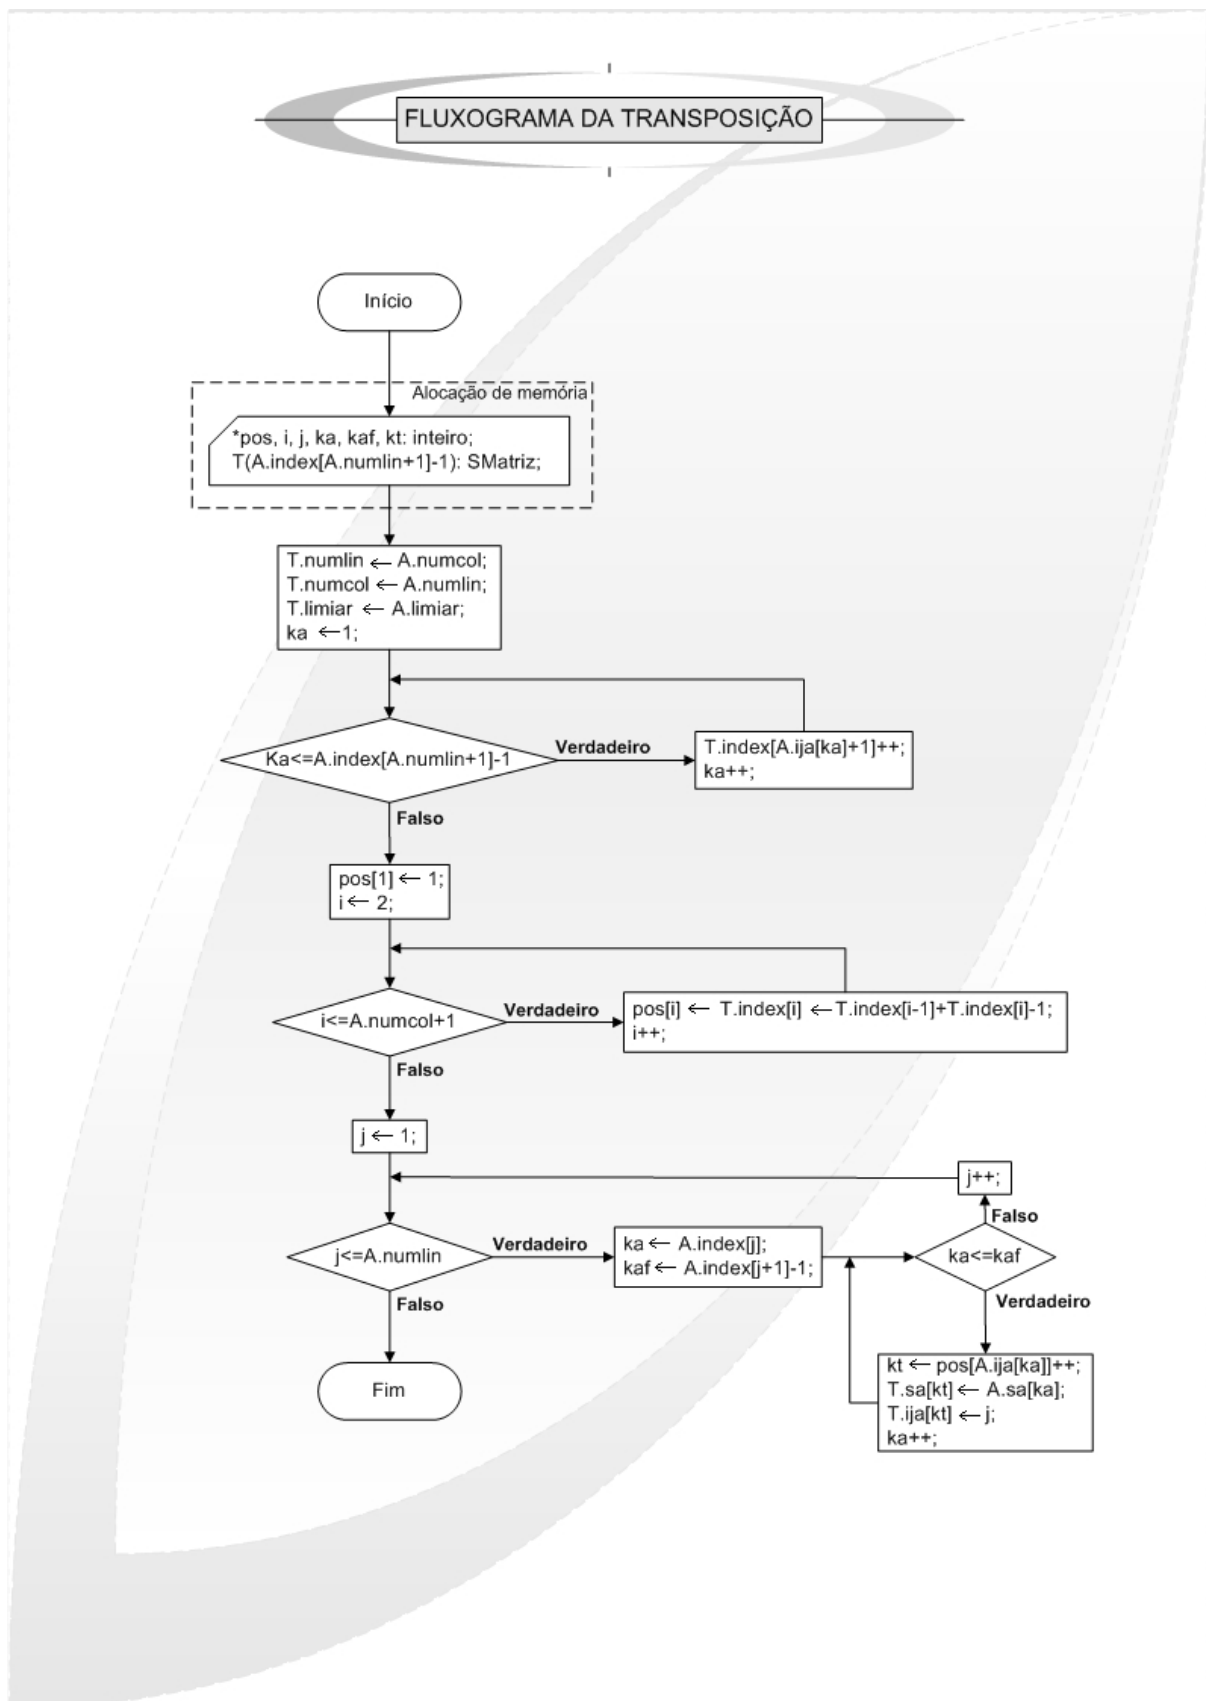 FLUXOGRAMA DA TRANSPOSIÇÃO
Início
Alocação de memória
*pos, i, j, ka, kaf, kt: inteiro;
T(A.index[A.numlin+1]-1): SMatriz;
T.numlin ← A.numcol;
T.numcol ← A.numlin;
T.limiar ← A.limiar;
ka ←1;
Ka<=A.index[A.numlin+1]-1
Verdadeiro
T.index[A.ija[ka]+1]++;
ka++;
Falso
pos[1] ← 1;
i← 2;
i<=A.numcol+1
Verdadeiro
pos[i] ← T.index[i] ←T.index[i-1]+T.index[i]-1;
i++;
Falso
j ← 1;
j++;
Falso
j<=A.numlin
Verdadeiro
ka ← A.index[j];
kaf← A.index[j+1]-1;
ka<=kaf
Verdadeiro
Falso
kt ← pos[A.ija[ka]]++;
T.sa[kt] ← A.sa[ka];
T.ija[kt] ← j;
ka++;
Fim